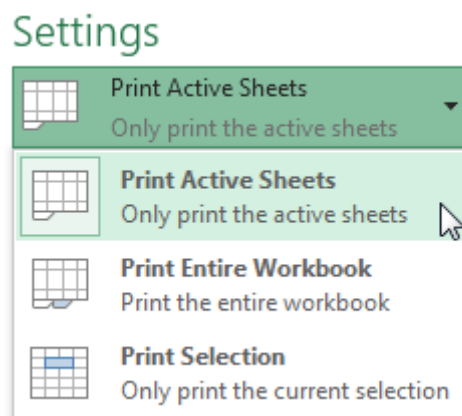 Settings
Print Active Sheets
Only print the active sheets
Print Active Sheets
Only print the active sheets
Print Entire Workbook
Print the entire workbook
Print Selection
Only print the current selection